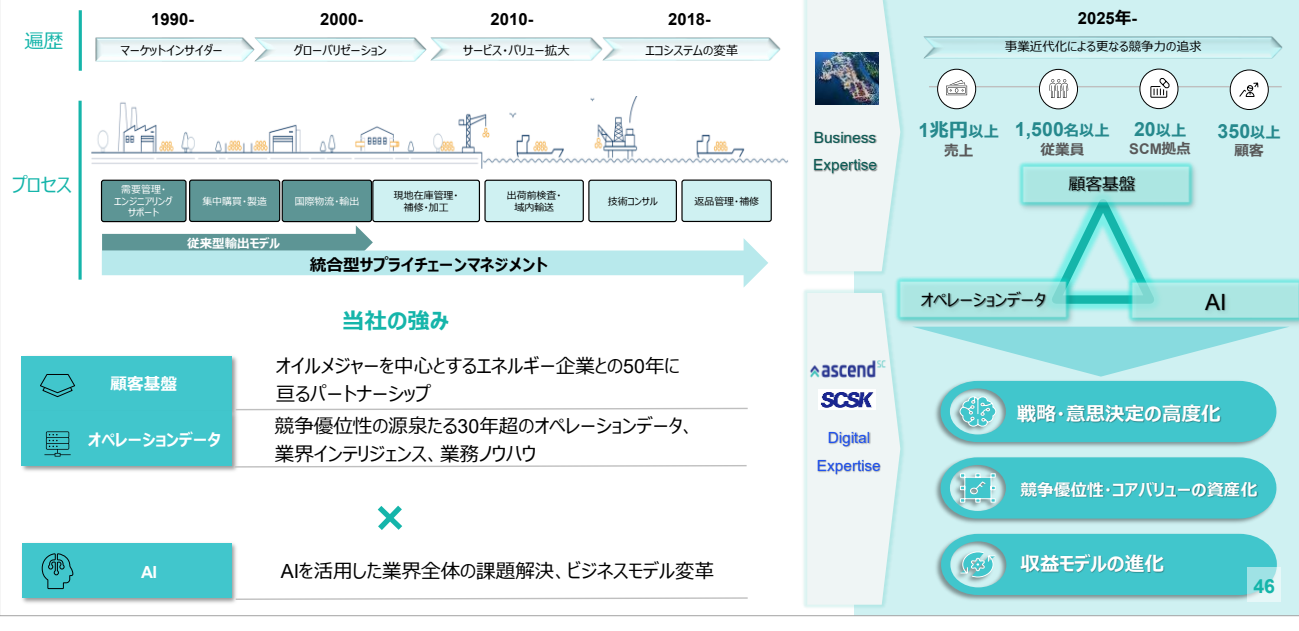 遍歴
1990-
2000-
2010-
2018-
マーケットインサイダー
グローバリゼーション
サービス・バリュー拡大
エコシステムの変革
プロセス
需要管理・
エンジニアリング
サポート
集中購買・製造
国際物流・輸出
現地在庫管理・
補修・加工
出荷前検査・
域内輸送
技術コンサル
返品管理・補修
従来型輸出モデル
統合型サプライチェーンマネジメント
当社の強み
顧客基盤
オイルメジャーを中心とするエネルギー企業との50年に
亘るパートナーシップ
オペレーションデータ
競争優位性の源泉たる30年超のオペレーションデータ、
業界インテリジェンス、業務ノウハウ
×
AI
AIを活用した業界全体の課題解決、ビジネスモデル変革
Business
Expertise
2025年-
事業近代化による更なる競争力の追求
1兆円以上
売上
1,500名以上
従業員
20以上
SCM拠点
350以上
顧客
顧客基盤
オペレーションデータ
AI
ascend SC
SCSK
Digital
Expertise
戦略・意思決定の高度化
競争優位性・コアバリューの資産化
収益モデルの進化
46